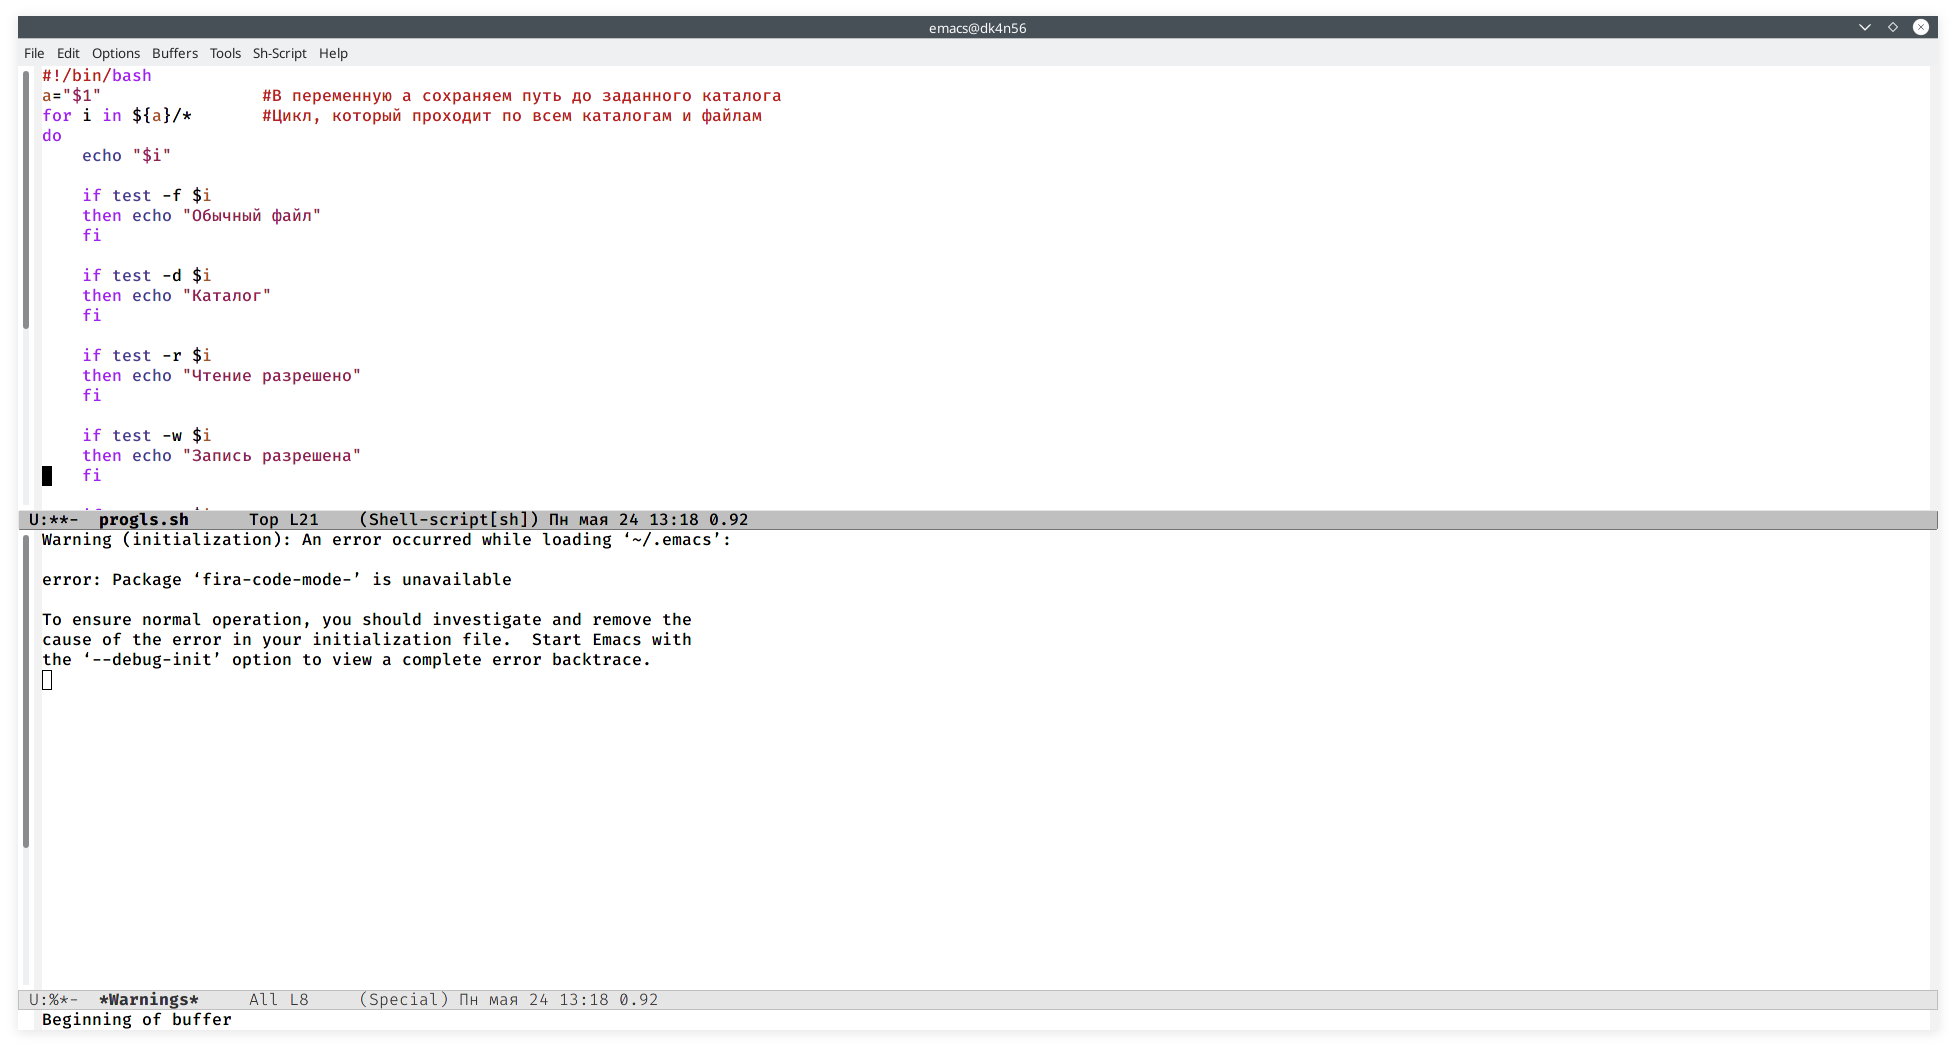 emacs@dk4n56
File Edit Options Buffers Tools Sh-Script Help
#!/bin/bash
a="$1"                #В переменную а сохраняем путь до заданного каталога
for i in ${a}/*       #Цикл, который проходит по всем каталогам и файлам
do
    echo "$i"
    if test -f $i
    then echo "Обычный файл"
    fi
    if test -d $i
    then echo "Каталог"
    fi
    if test -r $i
    then echo "Чтение разрешено"
    fi
    if test -w $i
    then echo "Запись разрешена"
    fi
U:**-  progls.sh      Top L21    (Shell-script[sh]) Пн мая 24 13:18 0.92
Warning (initialization): An error occurred while loading ‘~/.emacs’:
error: Package ‘fira-code-mode-’ is unavailable
To ensure normal operation, you should investigate and remove the
cause of the error in your initialization file.  Start Emacs with
the ‘--debug-init’ option to view a complete error backtrace.
U:%*-  *Warnings*     All L8     (Special) Пн мая 24 13:18 0.92
Beginning of buffer